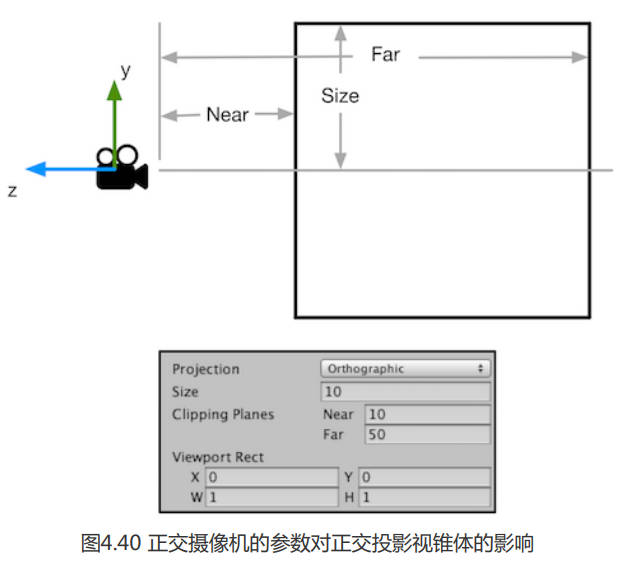 Far
y
Size
Near
z
Projection Orthographic
Size 10
Clipping Planes Near 10
Far 50
Viewport Rect
X 0 Y 0
W 1 H 1
图4.40 正交摄像机的参数对正交投影视锥体的影响